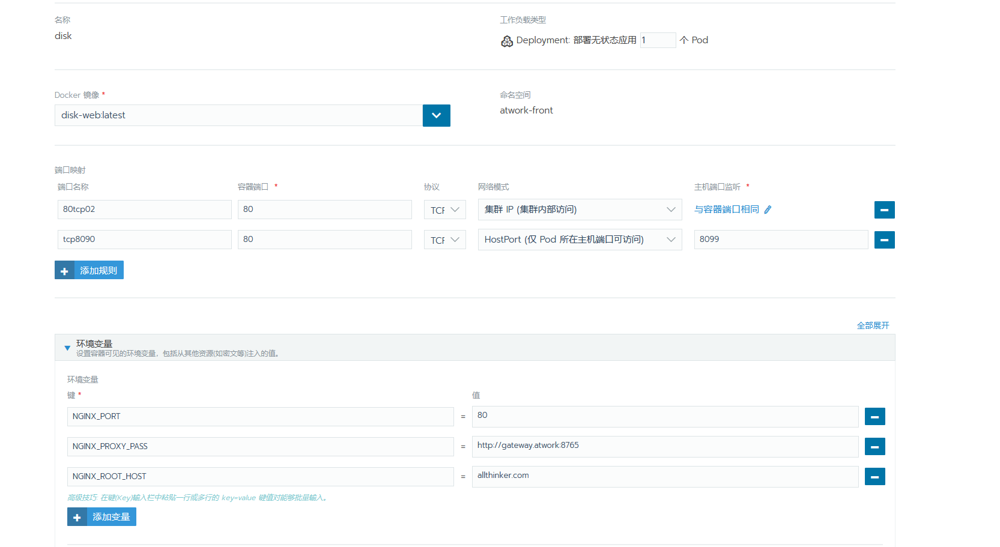 名称
工作负载类型
disk
Deployment: 部署无状态应用 1 个 Pod
Docker 镜像 *
命名空间
disk-web:latest
atwork-front
端口映射
端口名称 容器端口 * 协议 网络模式 主机端口监听 *
80tcp02 80 TCP 集群 IP (集群内部访问) 与容器端口相同
tcp8090 80 TCP HostPort (仅 Pod 所在主机端口可访问) 8099
添加规则
全部展开
环境变量
设置容器可见的环境变量，包括从其他资源(如密文等)注入的值。
环境变量
键 * 值
NGINX_PORT = 80
NGINX_PROXY_PASS = http://gateway.atwork:8765
NGINX_ROOT_HOST = allthinker.com
高级技巧: 在键(Key)输入栏中粘贴一行或多行的 key=value 键值对能够批量输入。
添加变量